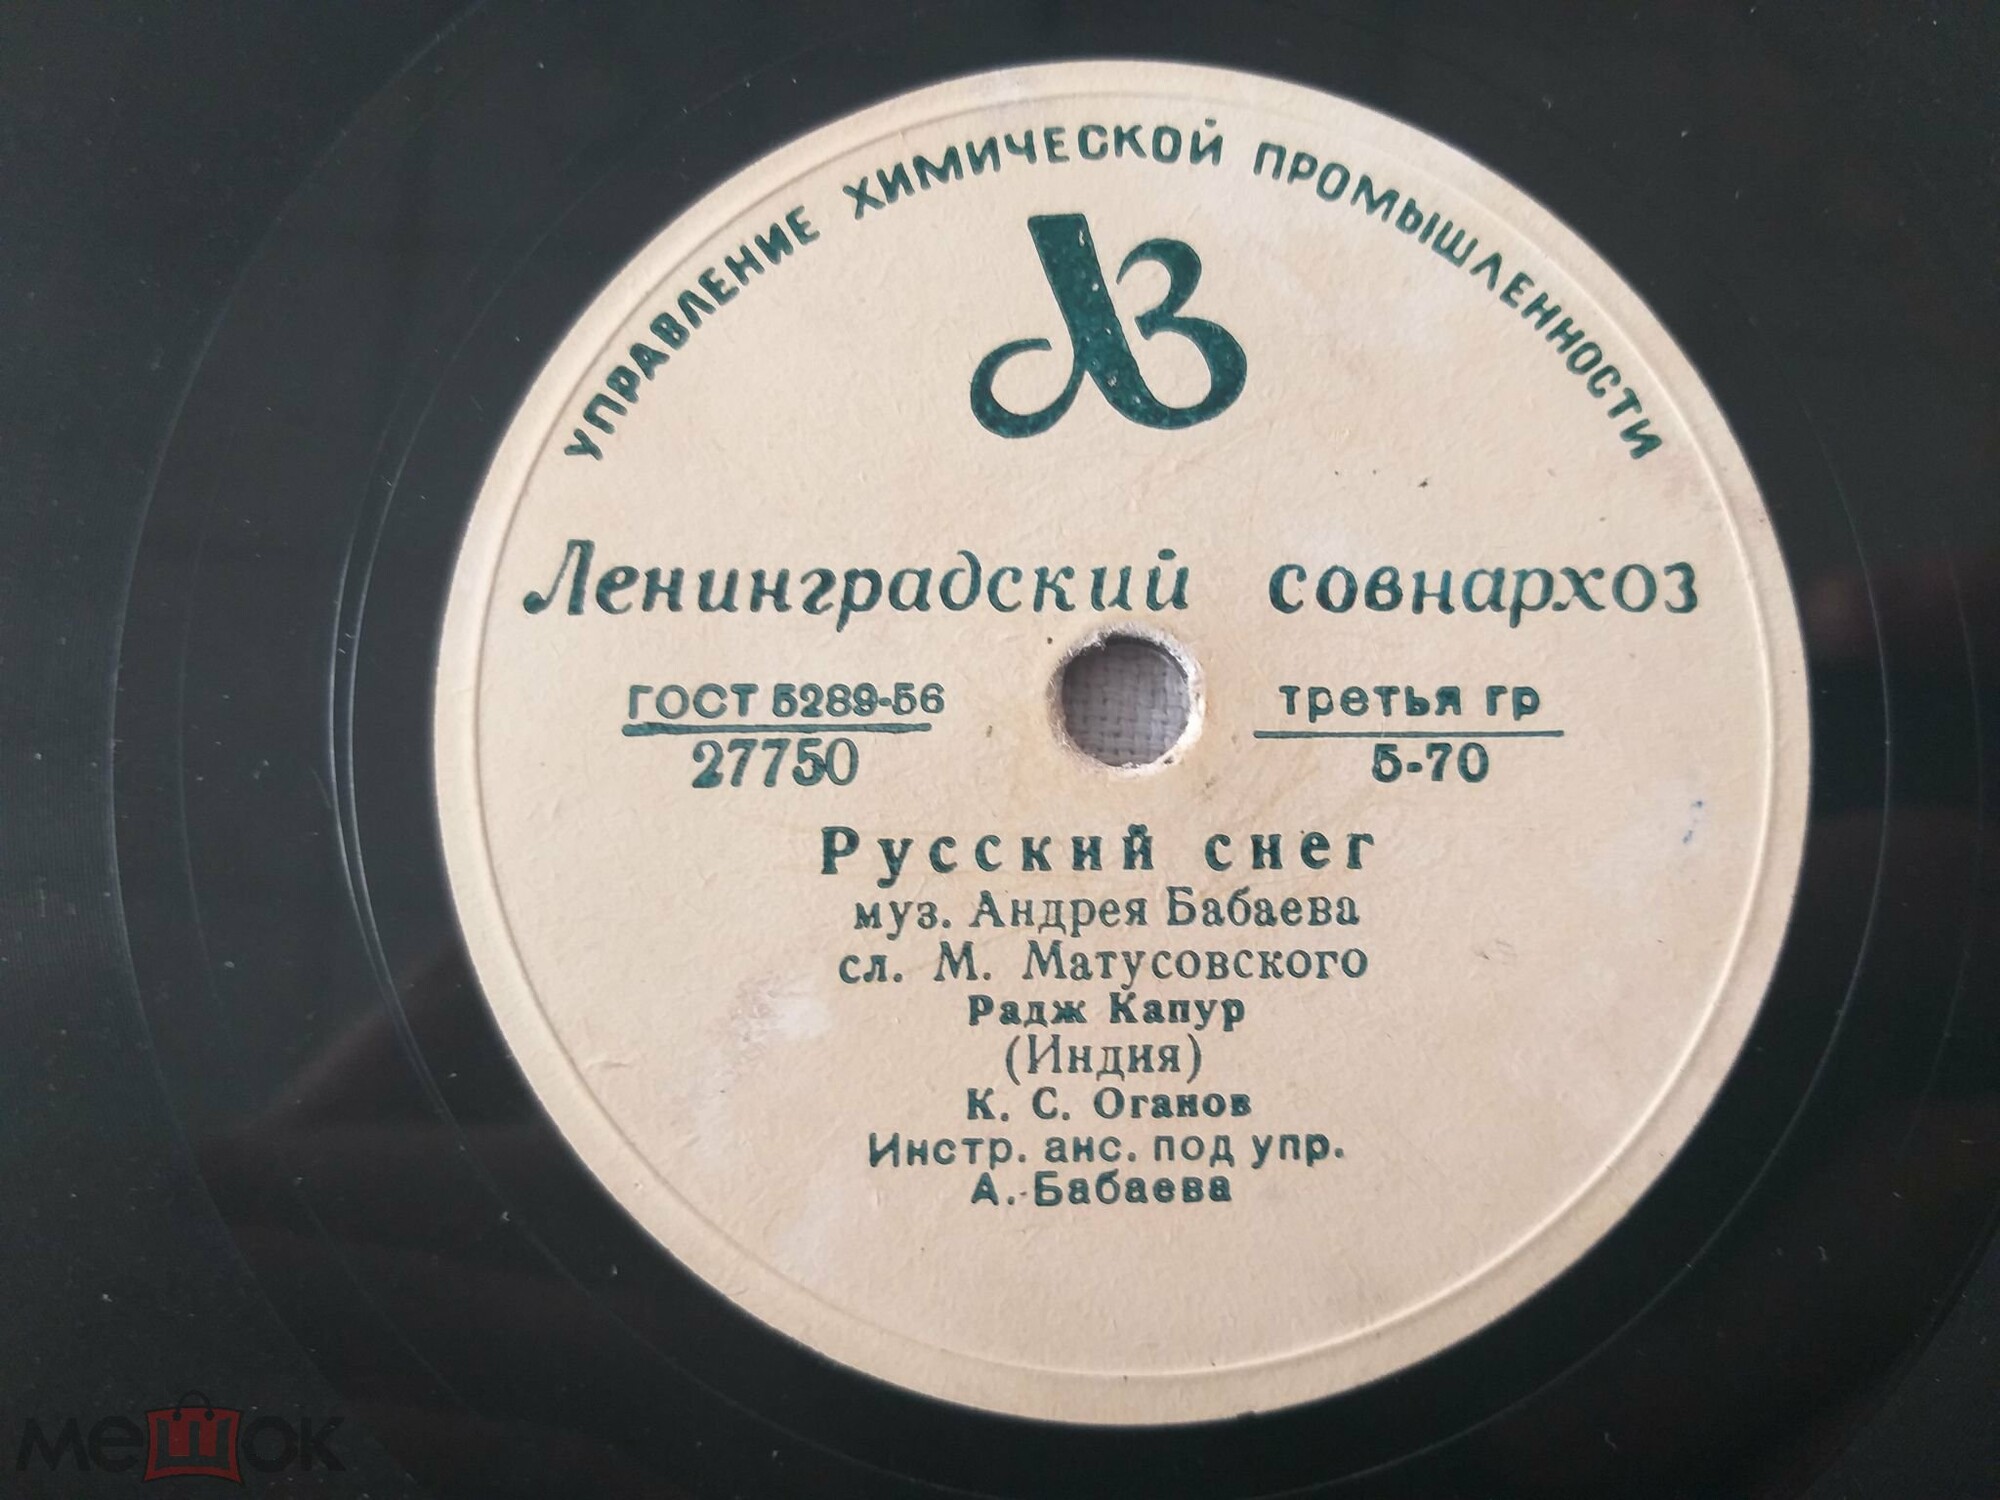 УПРАВЛЕНИЕ ХИМИЧЕСКОЙ ПРОМЫШЛЕННОСТИ
ЛЗ
Ленинградский совнархоз
ГОСТ 5289-56
27750
третья гр
5-70
Русский снег
муз. Андрея Бабаева
сл. М. Матусовского
Радж Капур
(Индия)
К. С. Оганов
Инстр. анс. под упр.
А. Бабаева
мешок